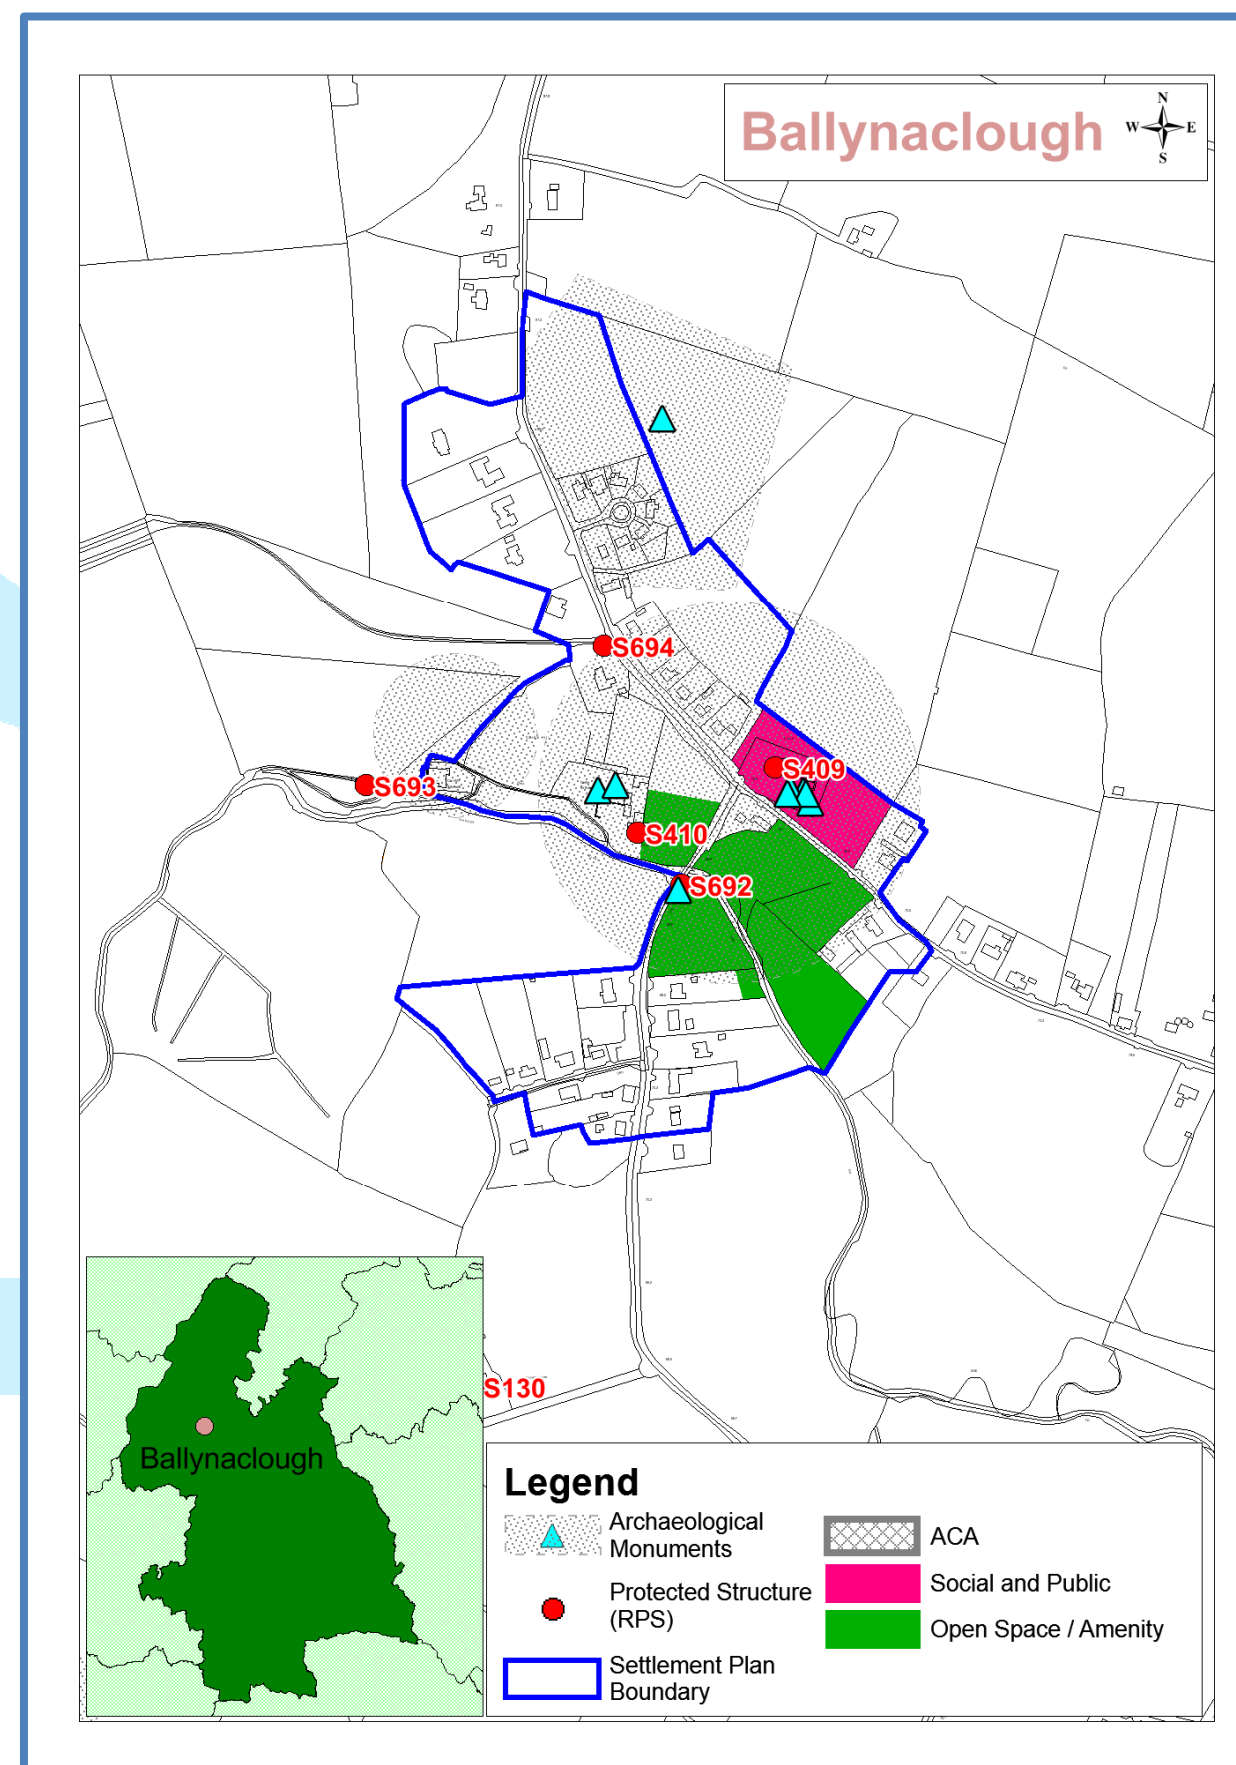 Ballynaclough
N
W E
S
S694
S409
S693
S410
S692
S130
Ballynaclough
Legend
Archaeological
Monuments
Protected Structure
(RPS)
Settlement Plan
Boundary
ACA
Social and Public
Open Space / Amenity